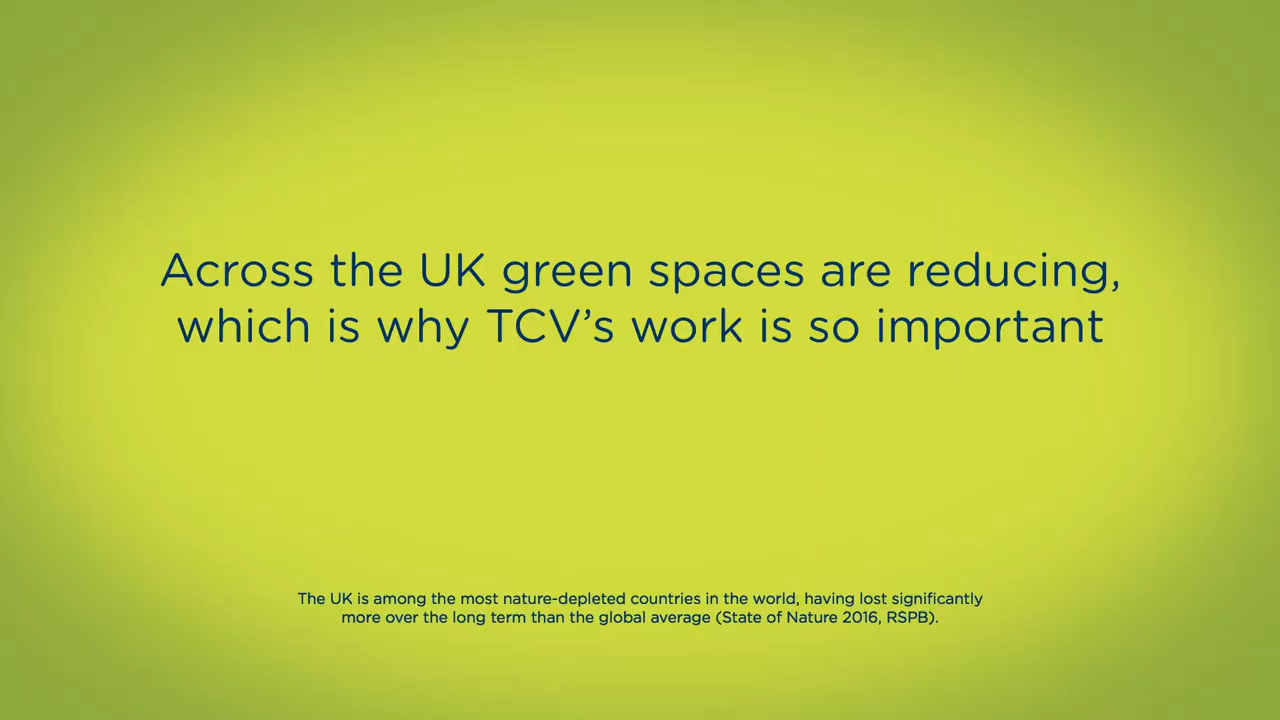 Across the UK green spaces are reducing,
which is why TCV’s work is so important
The UK is among the most nature-depleted countries in the world, having lost significantly
more over the long term than the global average (State of Nature 2016, RSPB).